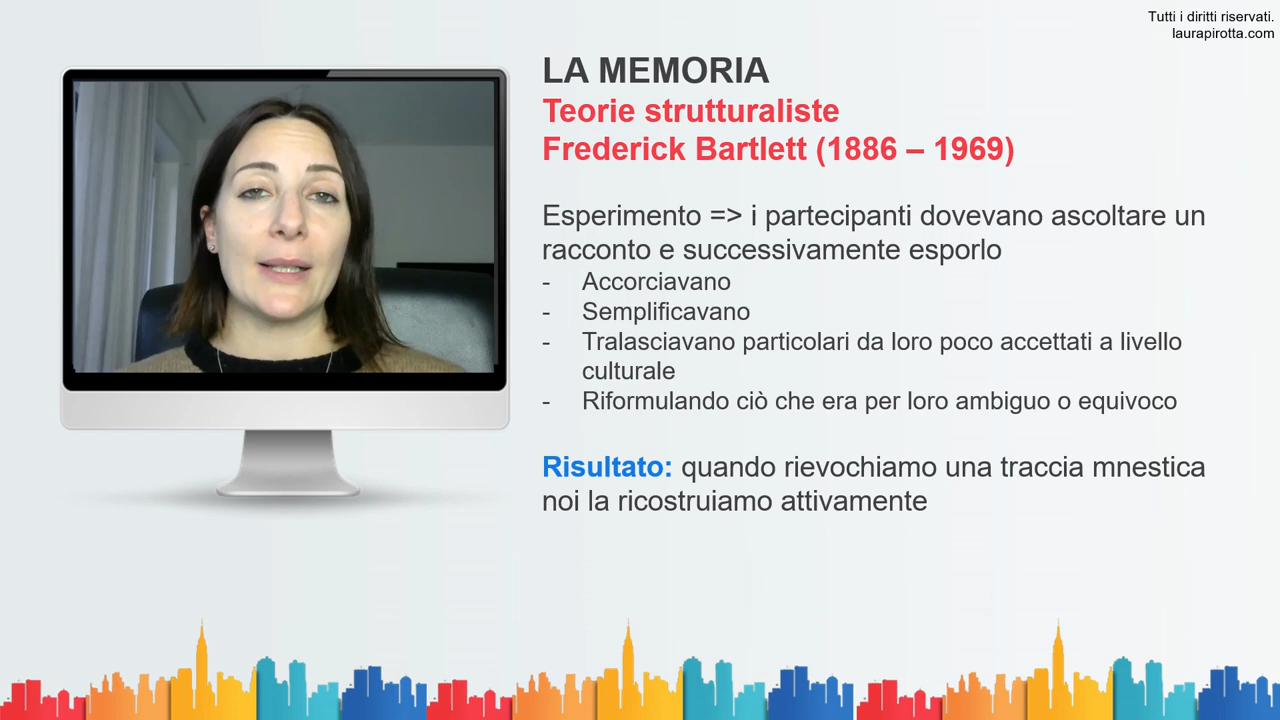 Tutti i diritti riservati.
laurapirotta.com
LA MEMORIA
Teorie strutturaliste
Frederick Bartlett (1886 – 1969)
Esperimento => i partecipanti dovevano ascoltare un
racconto e successivamente esporlo
- Accorciavano
- Semplificavano
- Tralasciavano particolari da loro poco accettati a livello
culturale
- Riformulando ciò che era per loro ambiguo o equivoco
Risultato: quando rievochiamo una traccia mnestica
noi la ricostruiamo attivamente